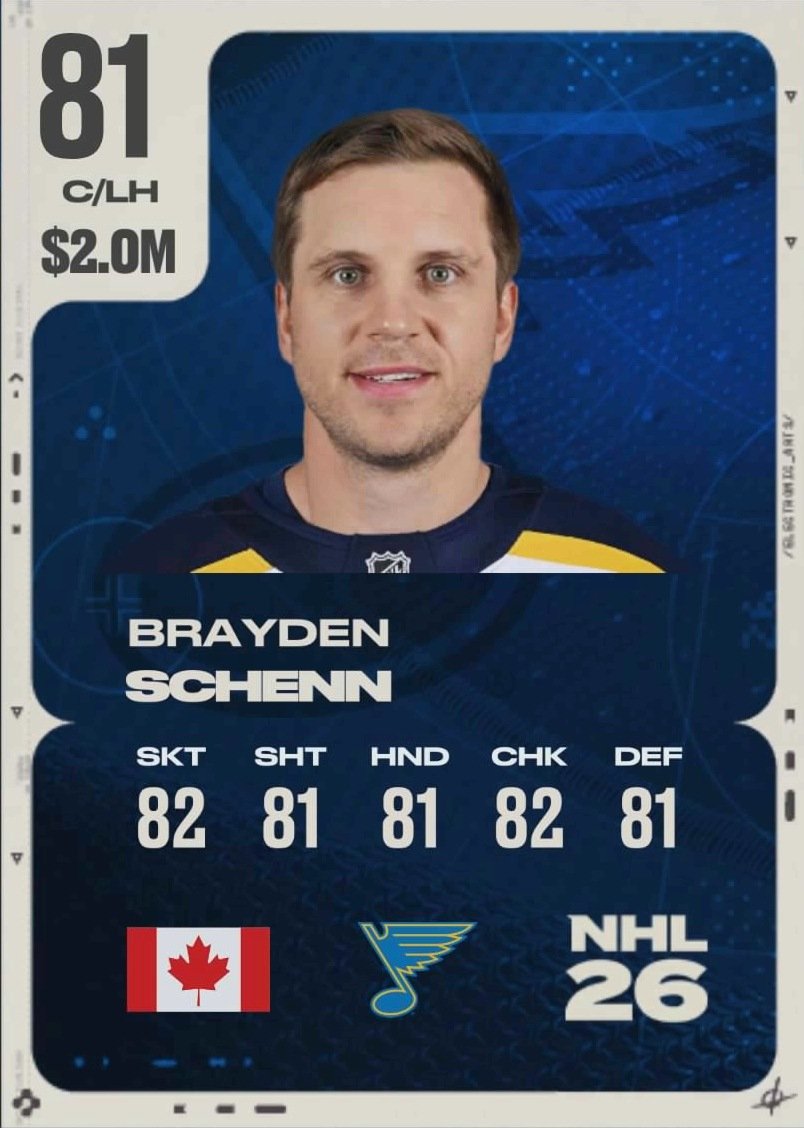 81
C/LH
$2.0M
BRAYDEN
SCHENN
SKT SHT HND CHK DEF
82 81 81 82 81
NHL
26